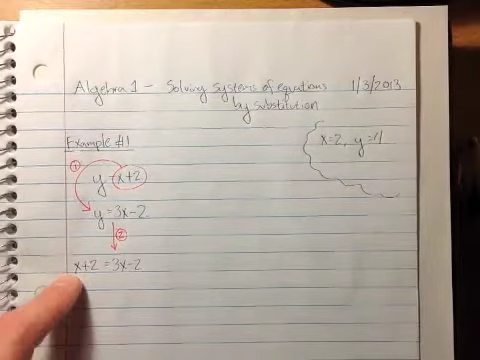 Algebra 1 - Solving systems of equations 1/3/2013
by substitution
Example #1
x=2, y=4
①
y=x+2
y=3x-2
②
x+2=3x-2